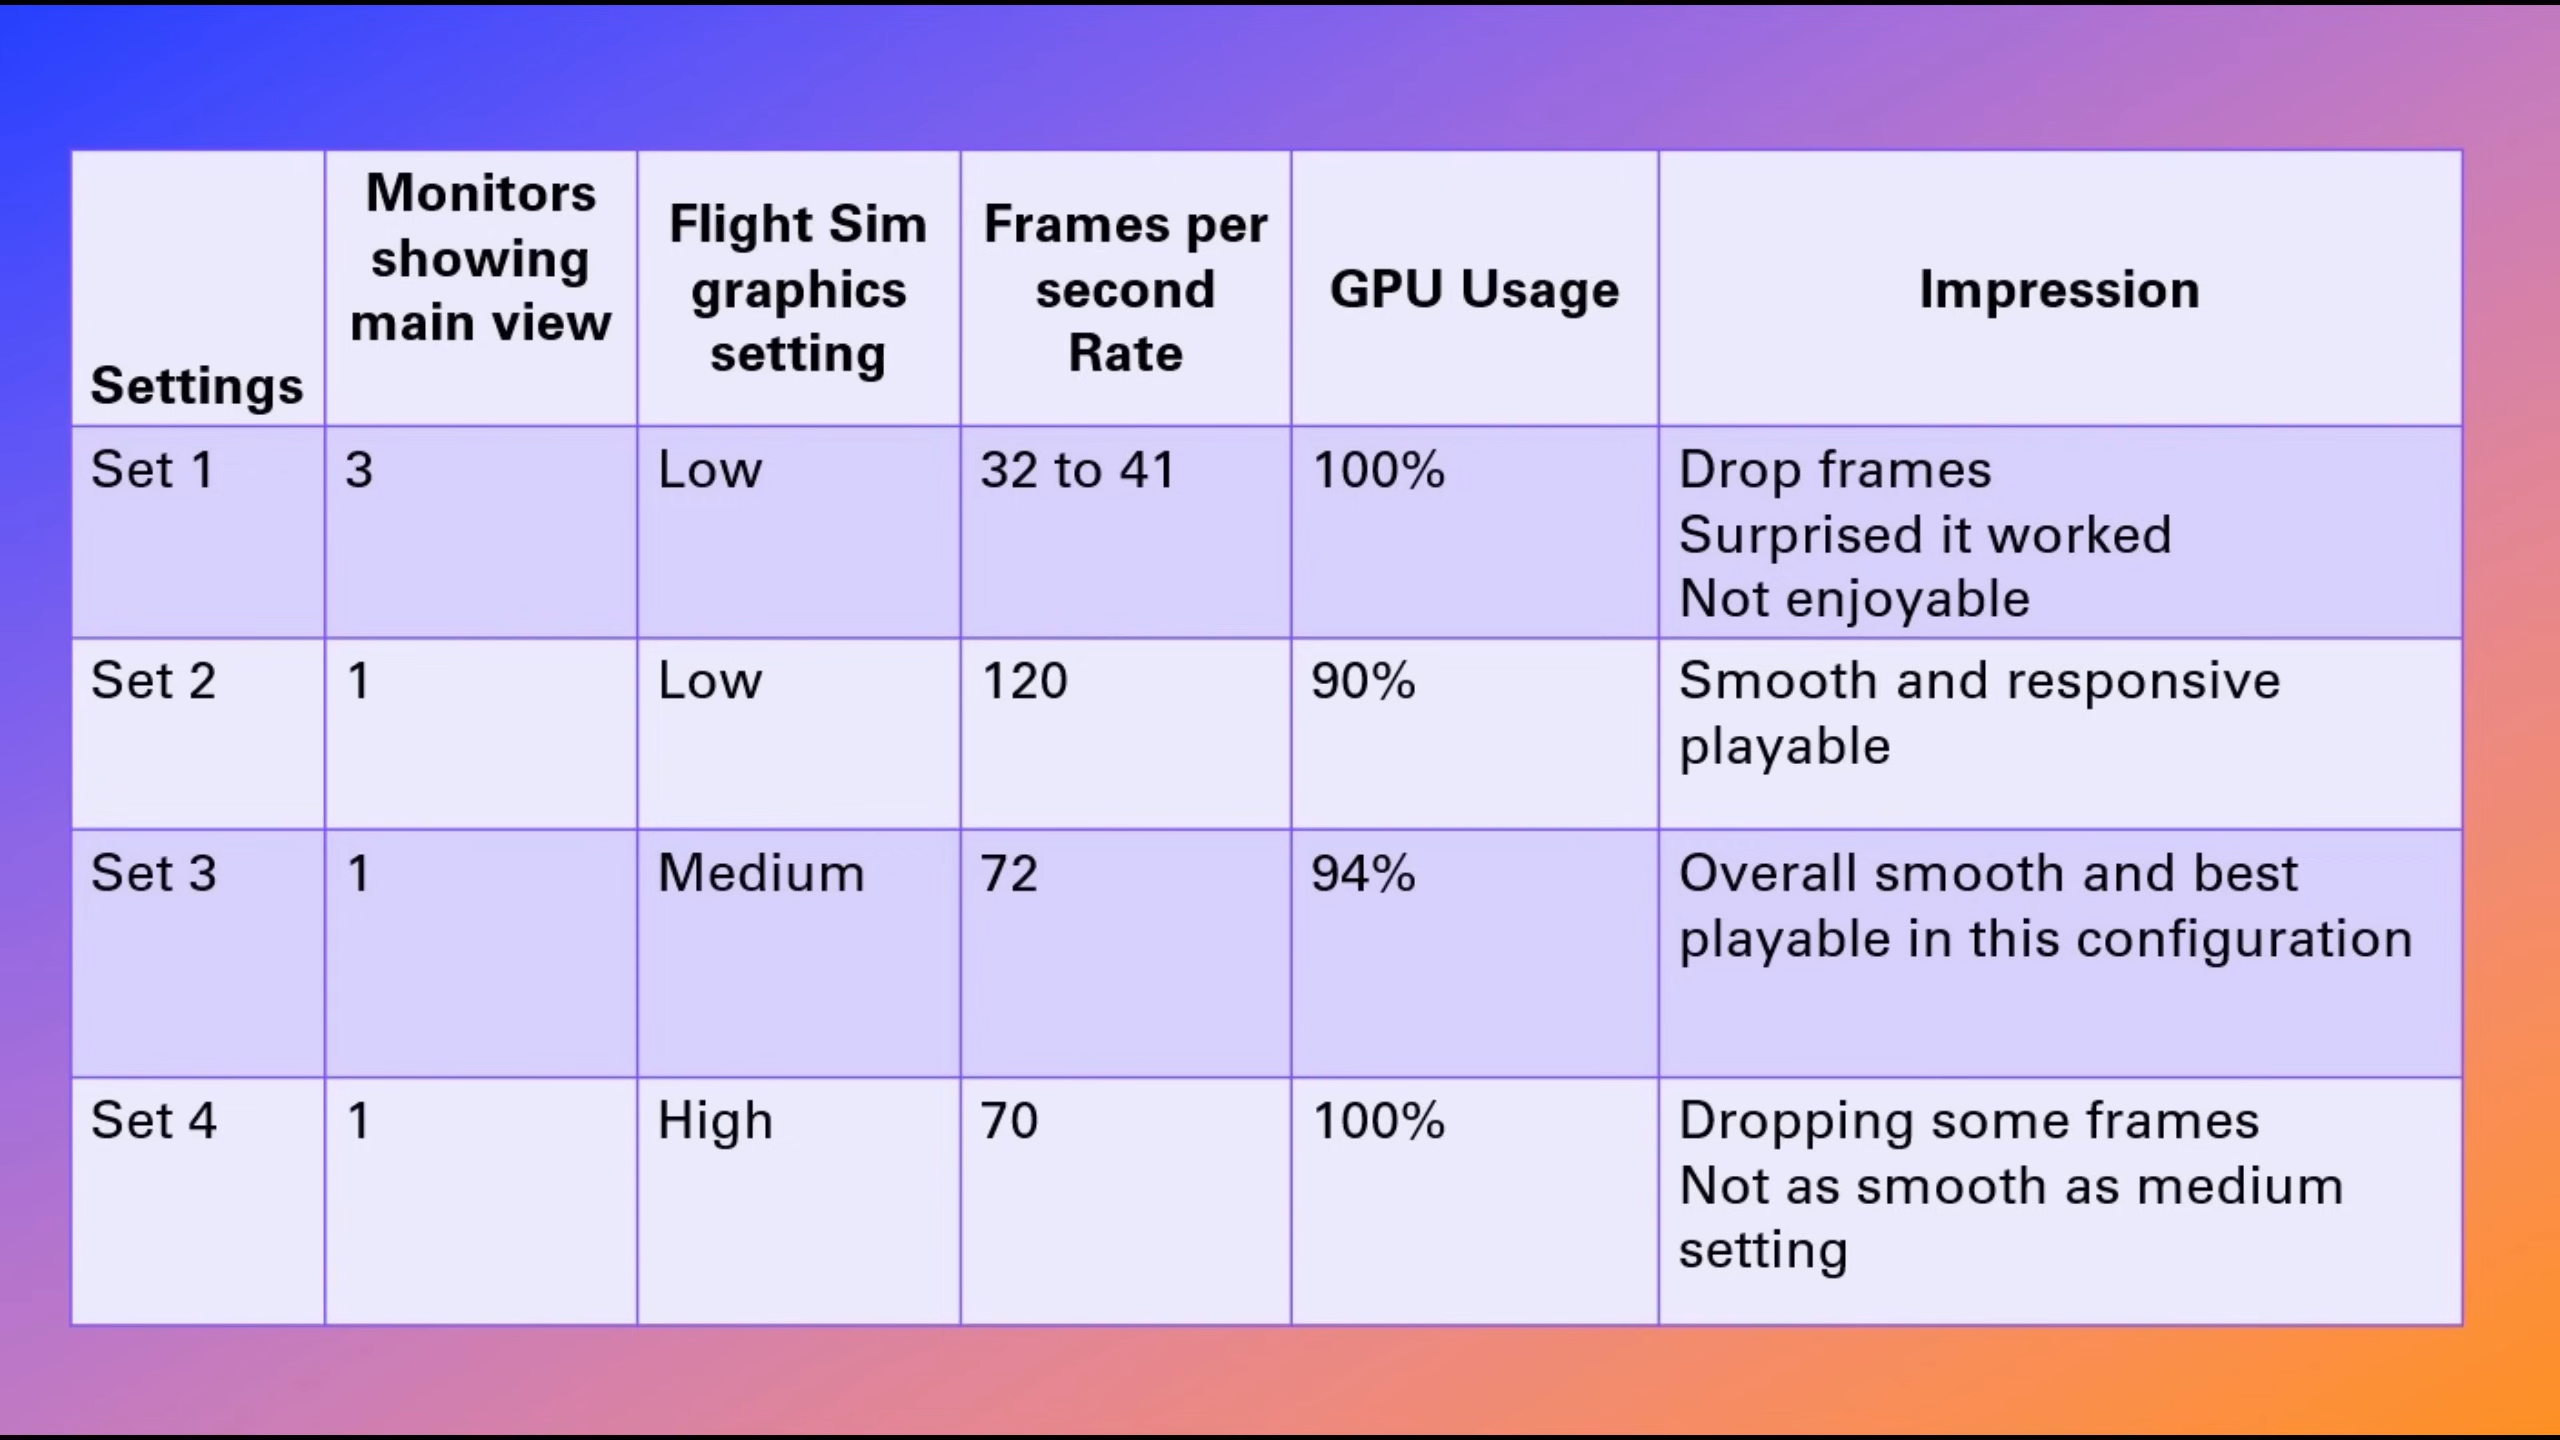 Settings
Monitors
showing
main view
Flight Sim
graphics
setting
Frames per
second
Rate
GPU Usage
Impression
Set 1
3
Low
32 to 41
100%
Drop frames
Surprised it worked
Not enjoyable
Set 2
1
Low
120
90%
Smooth and responsive
playable
Set 3
1
Medium
72
94%
Overall smooth and best
playable in this configuration
Set 4
1
High
70
100%
Dropping some frames
Not as smooth as medium
setting